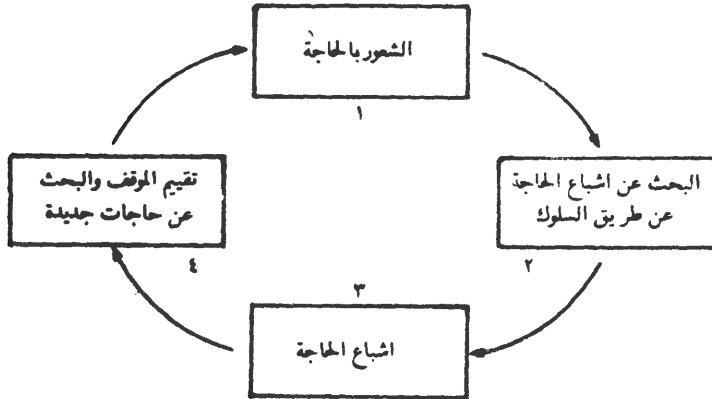 الشعور بالحاجة
١
البحث عن اشباع الحاجة
عن طريق السلوك
٢
٣
اشباع الحاجة
تقييم الموقف والبحث
عن حاجات جديدة
٤